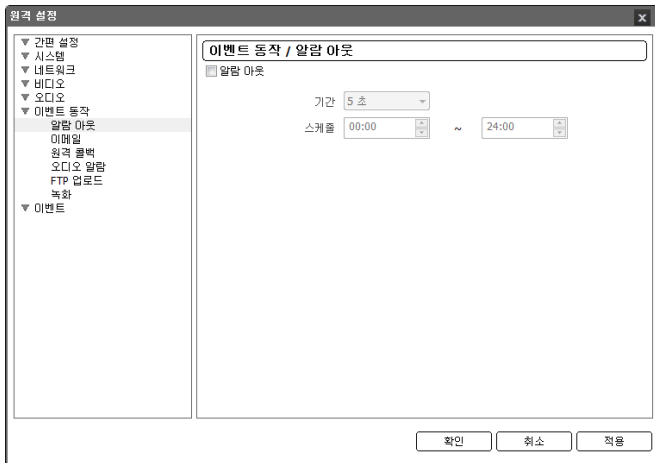 원격 설정
x
간편 설정
시스템
네트워크
비디오
오디오
이벤트 동작
알람 아웃
이메일
원격 콜백
오디오 알람
FTP 업로드
녹화
이벤트
이벤트 동작 / 알람 아웃
알람 아웃
기간 5 초
스케줄 00:00 ~ 24:00
확인 취소 적용